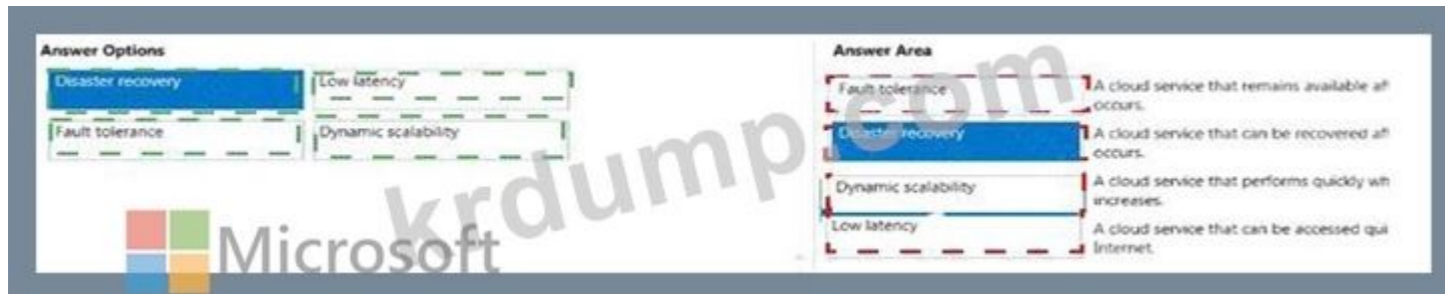 Answer Options
Disaster recovery
Low latency
Fault tolerance
Dynamic scalability
Answer Area
Fault tolerance
A cloud service that remains available af
occurs.
Disaster recovery
A cloud service that can be recovered aft
occurs.
Dynamic scalability
A cloud service that performs quickly wh
increases.
Low latency
A cloud service that can be accessed qui
Internet.
krdump.com
Microsoft